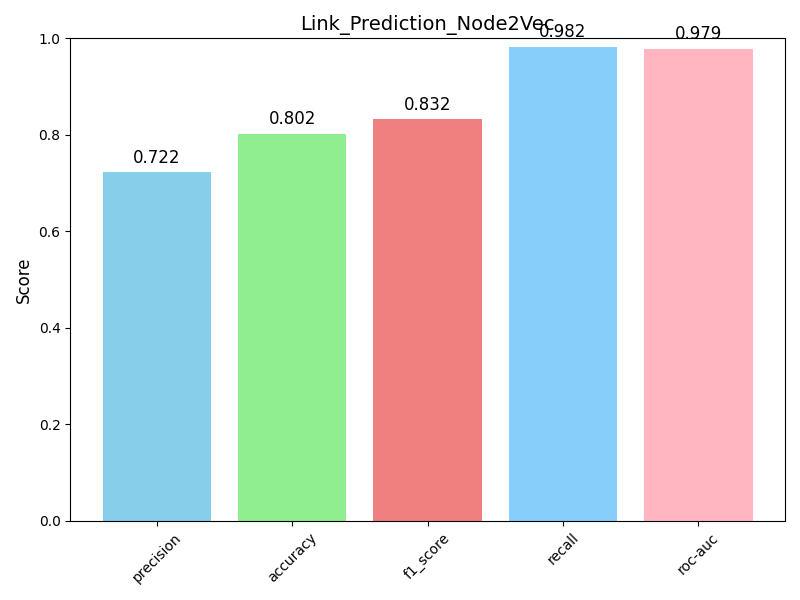 Link_Prediction_Node2Vec
0.982
0.979
0.832
0.802
0.722
1.0
0.8
0.6
0.4
0.2
0.0
Score
precision
accuracy
f1_score
recall
roc-auc